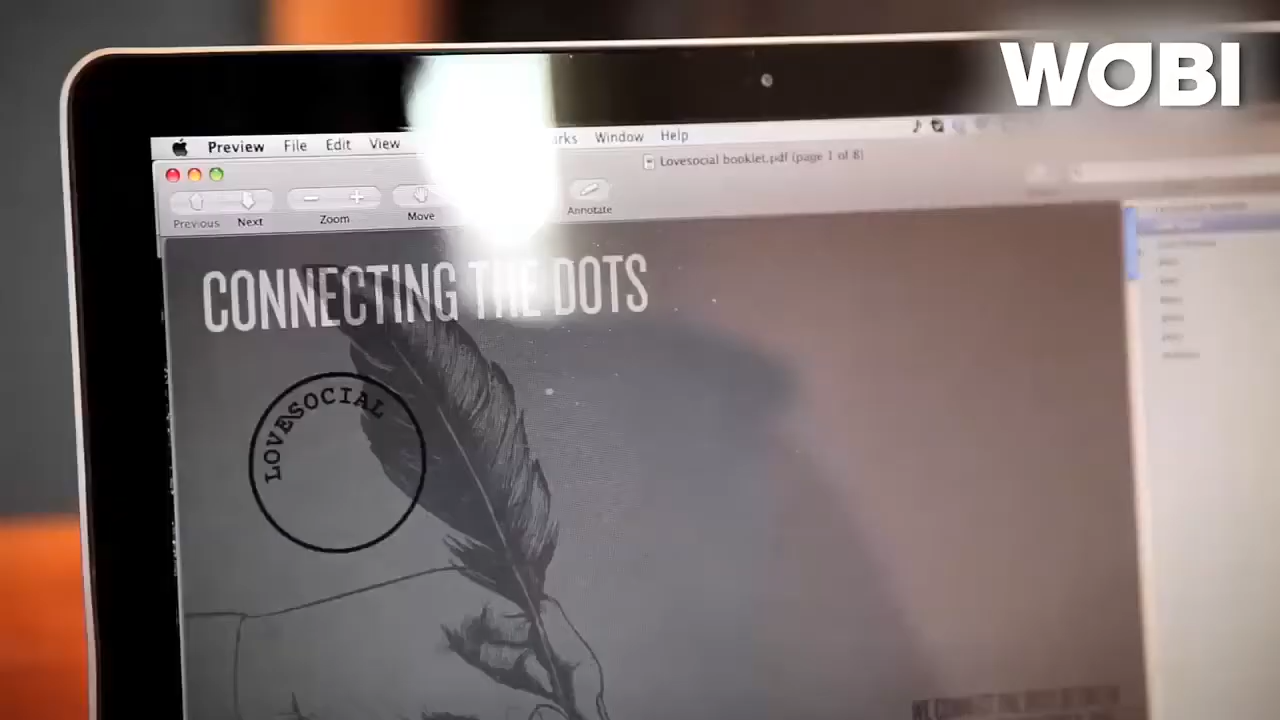 WOBI
Preview File Edit View Window Help
Lovesocial booklet.pdf (page 1 of 8)
Previous Next Zoom Move Annotate
CONNECTING THE DOTS
LOVESOCIAL